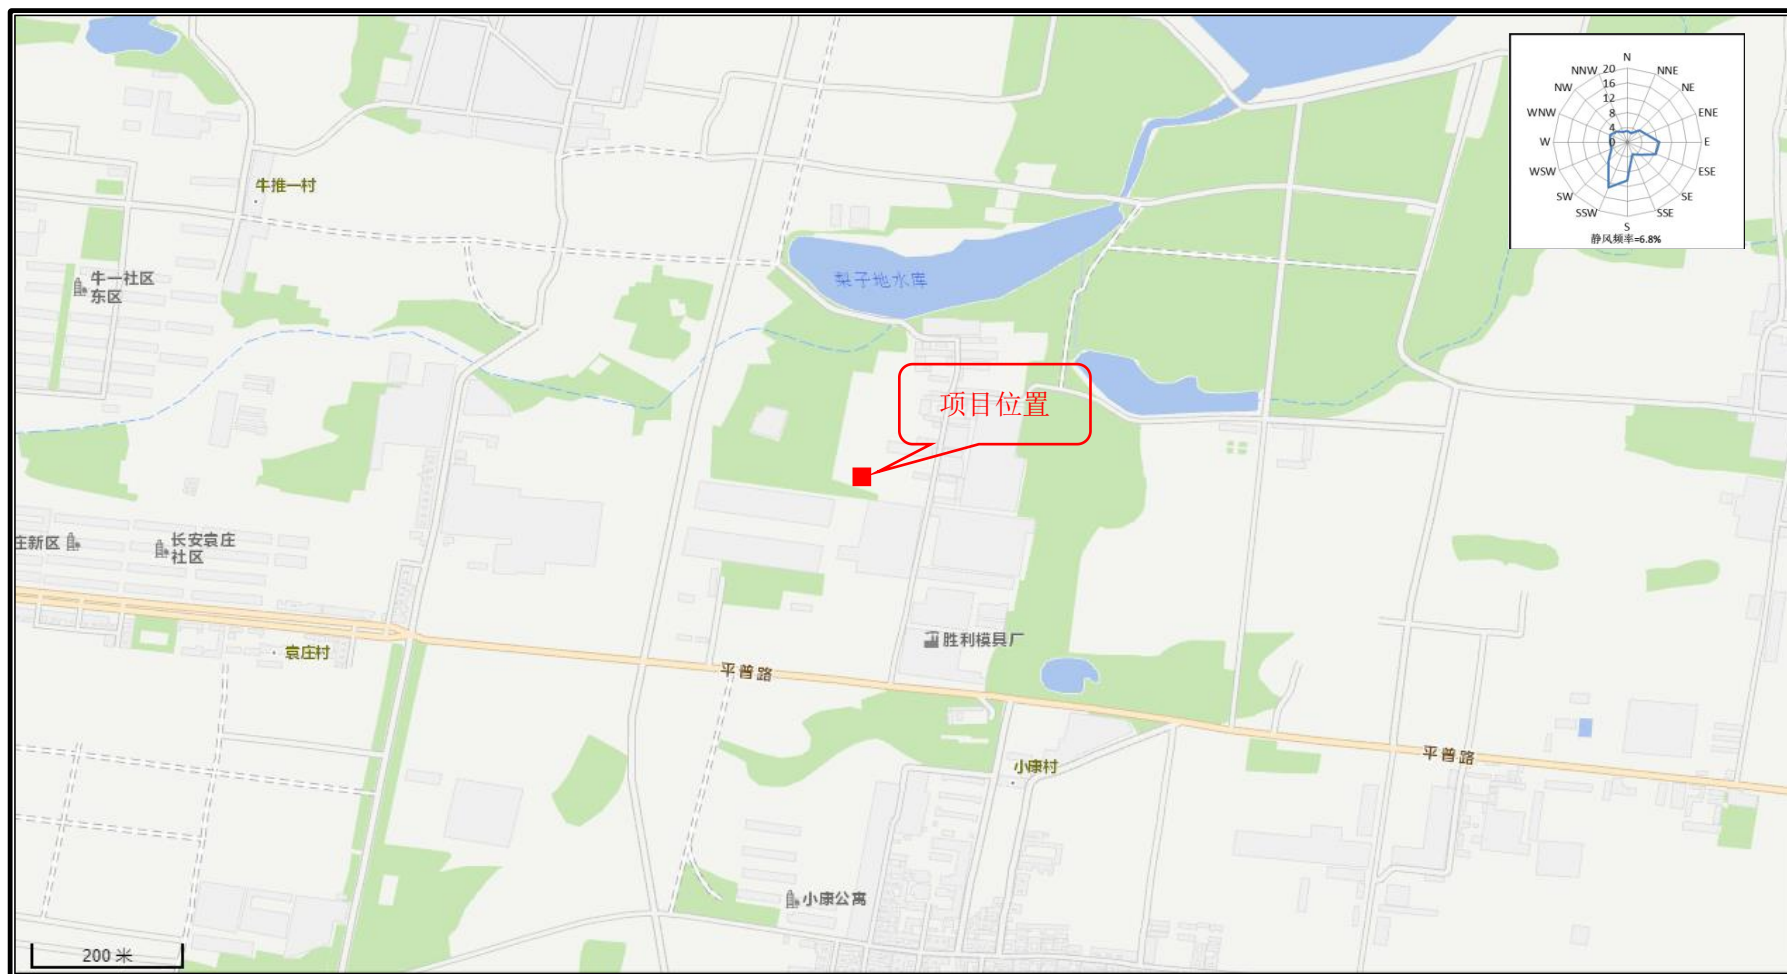 N
NNW
20
NNE
NW
16
NE
12
WNW
8
ENE
4
W
0
E
WSW
ESE
SW
SE
SSW
SSE
S
静风频率=6.8%
牛推一村
牛一社区
东区
梨子地水库
项目位置
庄新区
长安袁庄
社区
袁庄村
胜利模具厂
平普路
小康村
平普路
小康公寓
200 米